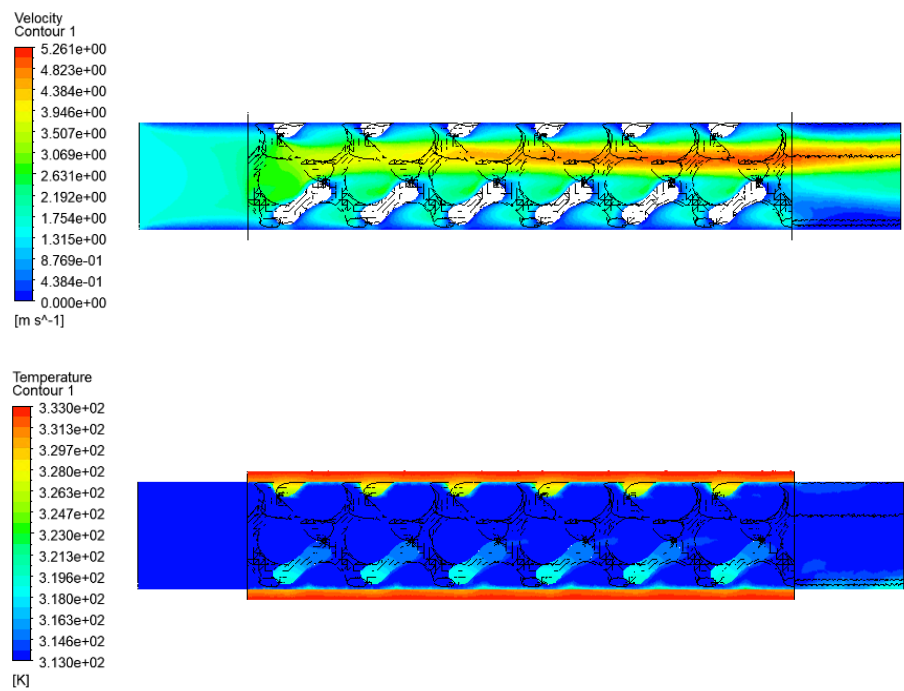 Velocity
Contour 1
5.261e+00
4.823e+00
4.384e+00
3.946e+00
3.507e+00
3.069e+00
2.631e+00
2.192e+00
1.754e+00
1.315e+00
8.769e-01
4.384e-01
0.000e+00
[m s^-1]
Temperature
Contour 1
3.330e+02
3.313e+02
3.297e+02
3.280e+02
3.263e+02
3.247e+02
3.230e+02
3.213e+02
3.196e+02
3.180e+02
3.163e+02
3.146e+02
3.130e+02
[K]